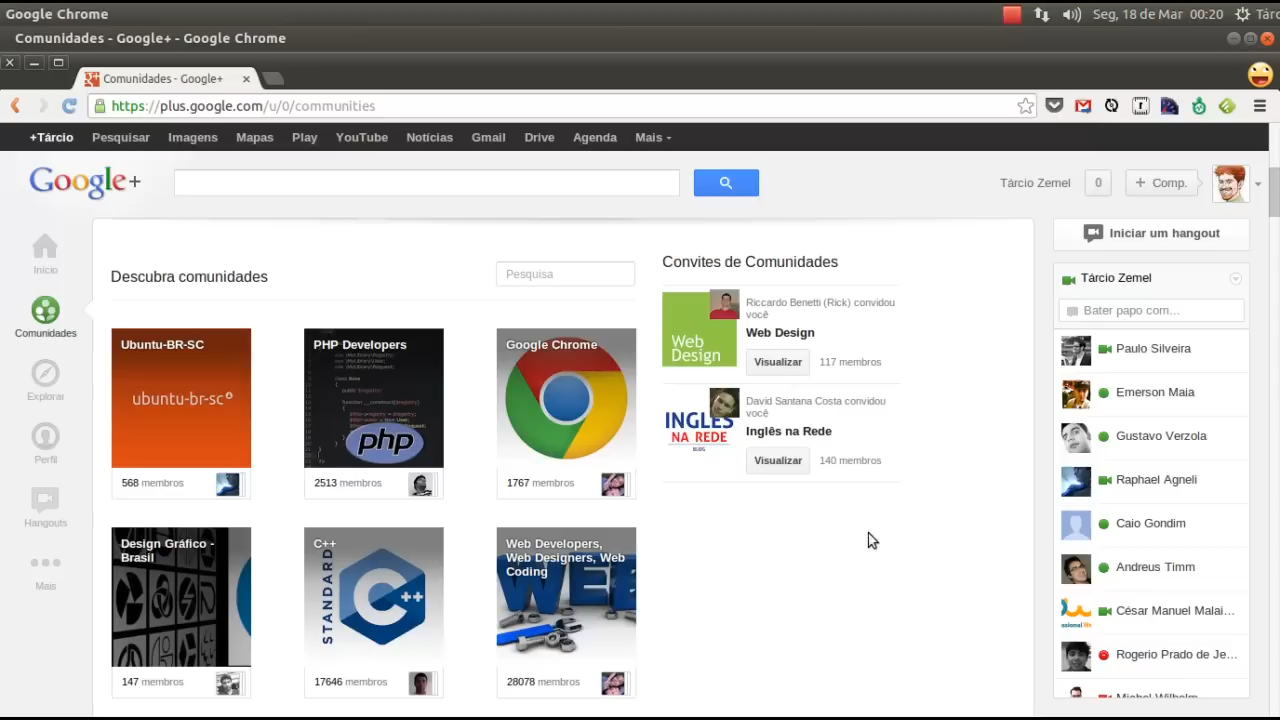 Google Chrome
Seg, 18 de Mar 00:20
Tárc
Comunidades - Google+ - Google Chrome
Comunidades - Google+
https://plus.google.com/u/0/communities
+Tárcio Pesquisar Imagens Mapas Play YouTube Notícias Gmail Drive Agenda Mais
Google+
Tárcio Zemel 0 + Comp.
Início
Comunidades
Explorar
Perfil
Hangouts
Mais
Descubra comunidades
Pesquisa
Ubuntu-BR-SC
ubuntu-br-sc
568 membros
PHP Developers
php
2513 membros
Google Chrome
1767 membros
Design Gráfico -
Brasil
147 membros
C++
STANDARD
C++
17646 membros
Web Developers,
Web Designers, Web
Coding
WEB
28078 membros
Convites de Comunidades
Web
Design
Riccardo Benetti (Rick) convidou
você
Web Design
Visualizar 117 membros
INGLÊS
NA REDE
BLOG
David Santana Costa convidou
você
Inglês na Rede
Visualizar 140 membros
Iniciar um hangout
Tárcio Zemel
Bater papo com...
Paulo Silveira
Emerson Maia
Gustavo Verzola
Raphael Agneli
Caio Gondim
Andreus Timm
César Manuel Malai...
Rogerio Prado de Je...
Michel Wilhelm